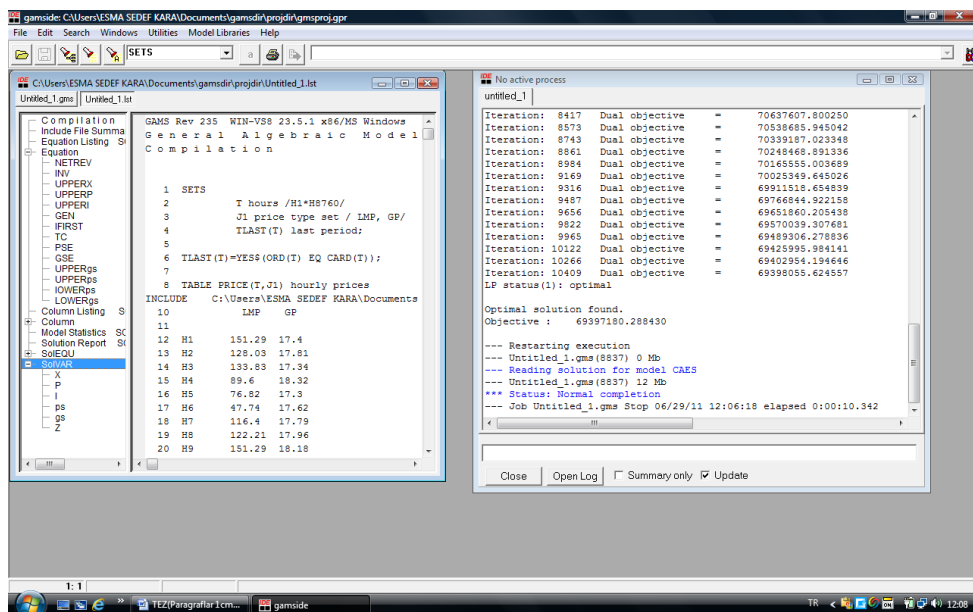 gamside: C:\Users\ESMA SEDEF KARA\Documents\gamsdir\projdir\gmsproj.gpr
File Edit Search Windows Utilities Model Libraries Help
SETS
a
IDE C:\Users\ESMA SEDEF KARA\Documents\gamsdir\projdir\Untitled_1.lst
Untitled_1.gms Untitled_1.lst
Compilation
Include File Summa
Equation Listing S
Equation
NETREV
INV
UPPERX
UPPERP
UPPERI
GEN
IFIRST
TC
PSE
GSE
UPPERgs
UPPERps
lOWERps
LOWERgs
Column Listing S
Column
Model Statistics SO
Solution Report S
SolEQU
SolVAR
X
P
I
ps
gs
Z
GAMS Rev 235 WIN-VS8 23.5.1 x86/MS Windows
General Algebraic Model
Compilation
1 SETS
2 T hours /H1*H8760/
3 J1 price type set / LMP, GP/
4 TLAST(T) last period;
5
6 TLAST(T)=YES$(ORD(T) EQ CARD(T));
7
8 TABLE PRICE(T,J1) hourly prices
INCLUDE C:\Users\ESMA SEDEF KARA\Documents
10 LMP GP
11
12 H1 151.29 17.4
13 H2 128.03 17.81
14 H3 133.83 17.34
15 H4 89.6 18.32
16 H5 76.82 17.3
17 H6 47.74 17.62
18 H7 116.4 17.79
19 H8 122.21 17.96
20 H9 151.29 18.18
IDE No active process
untitled_1
Iteration: 8417 Dual objective = 70637607.800250
Iteration: 8573 Dual objective = 70538685.945042
Iteration: 8743 Dual objective = 70339187.023348
Iteration: 8861 Dual objective = 70248468.891336
Iteration: 8984 Dual objective = 70165555.003689
Iteration: 9169 Dual objective = 70025349.645026
Iteration: 9316 Dual objective = 69911518.654839
Iteration: 9487 Dual objective = 69766844.922158
Iteration: 9656 Dual objective = 69651860.205438
Iteration: 9822 Dual objective = 69570039.307681
Iteration: 9965 Dual objective = 69489306.278836
Iteration: 10122 Dual objective = 69425995.984141
Iteration: 10266 Dual objective = 69402954.194646
Iteration: 10409 Dual objective = 69398055.624557
LP status(1): optimal
Optimal solution found.
Objective : 69397180.288430
--- Restarting execution
--- Untitled_1.gms(8837) 0 Mb
--- Reading solution for model CAES
--- Untitled_1.gms(8837) 12 Mb
*** Status: Normal completion
--- Job Untitled_1.gms Stop 06/29/11 12:06:18 elapsed 0:00:10.342
Close Open Log Summary only Update
1: 1
TEZ(Paragraflar1cm... gamside TR 12:08